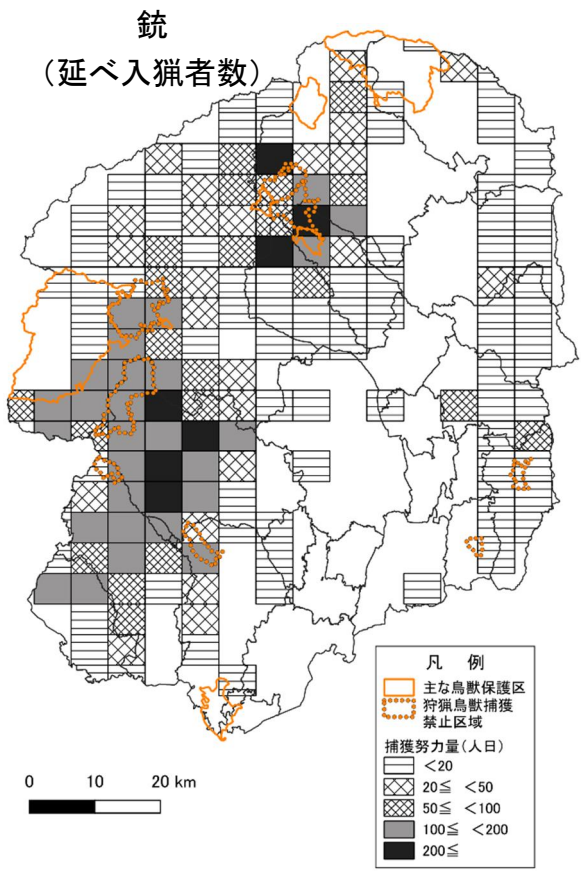 銃
(延べ入猟者数)
凡 例
主な鳥獣保護区
狩猟鳥獣捕獲
禁止区域
捕獲努力量(人日)
<20
20≦ <50
50≦ <100
100≦ <200
200≦
0 10 20 km